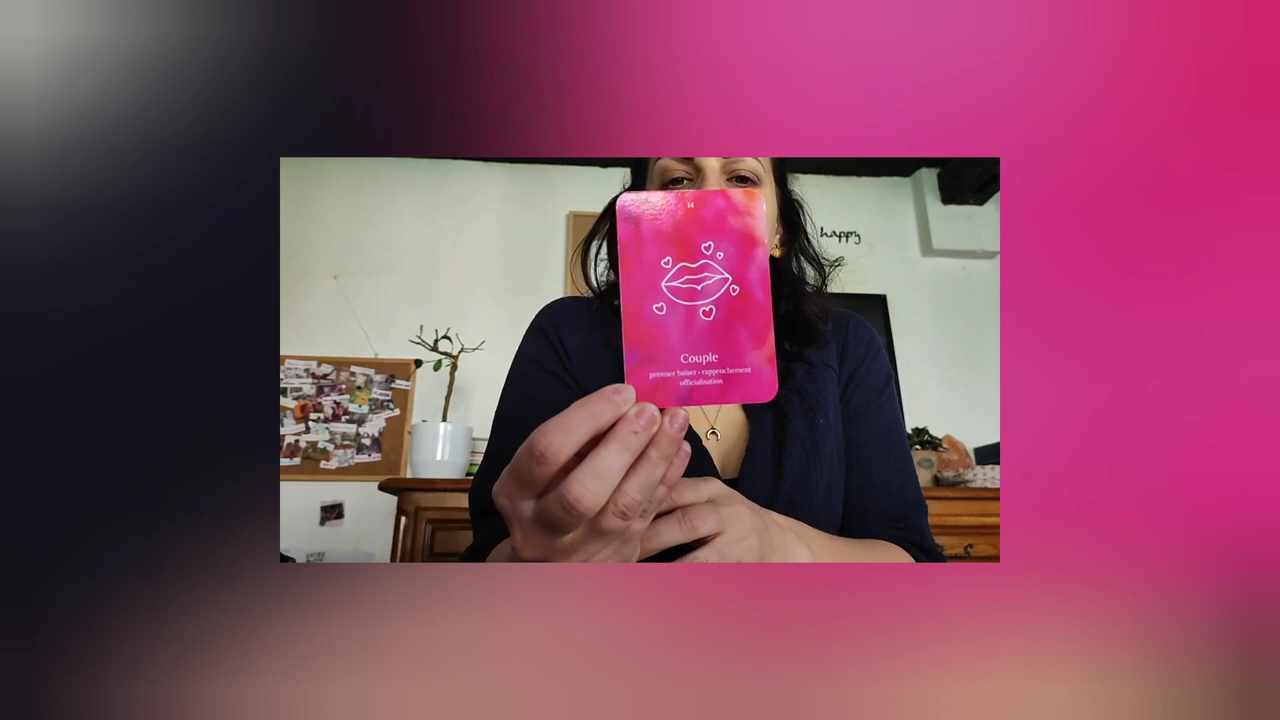 14
happy
Couple
premier baiser • rapprochement
officialisation